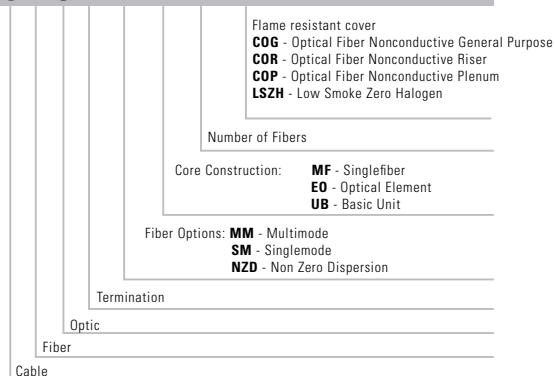 Flame resistant cover
COG - Optical Fiber Nonconductive General Purpose
COR - Optical Fiber Nonconductive Riser
COP - Optical Fiber Nonconductive Plenum
LSZH - Low Smoke Zero Halogen
Number of Fibers
Core Construction: MF - Singlefiber
EO - Optical Element
UB - Basic Unit
Fiber Options: MM - Multimode
SM - Singlemode
NZD - Non Zero Dispersion
Termination
Optic
Fiber
Cable